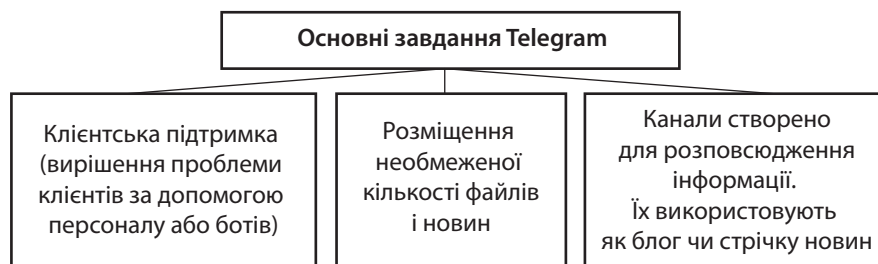 Основні завдання Telegram
Клієнтська підтримка
(вирішення проблеми
клієнтів за допомогою
персоналу або ботів)
Розміщення
необмеженої
кількості файлів
і новин
Канали створено
для розповсюдження
інформації.
Їх використовують
як блог чи стрічку новин